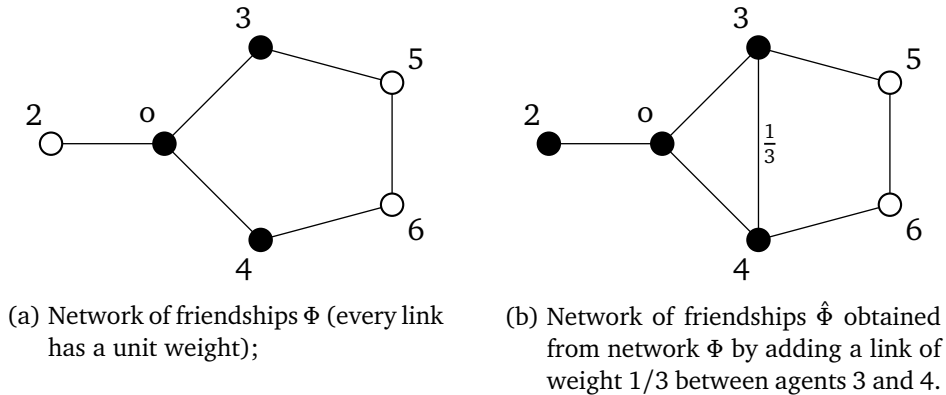 3
5
2
o
4
6
(a) Network of friendships Φ (every link
has a unit weight);
3
5
2
o
1/3
4
6
(b) Network of friendships Φ̂ obtained
from network Φ by adding a link of
weight 1/3 between agents 3 and 4.